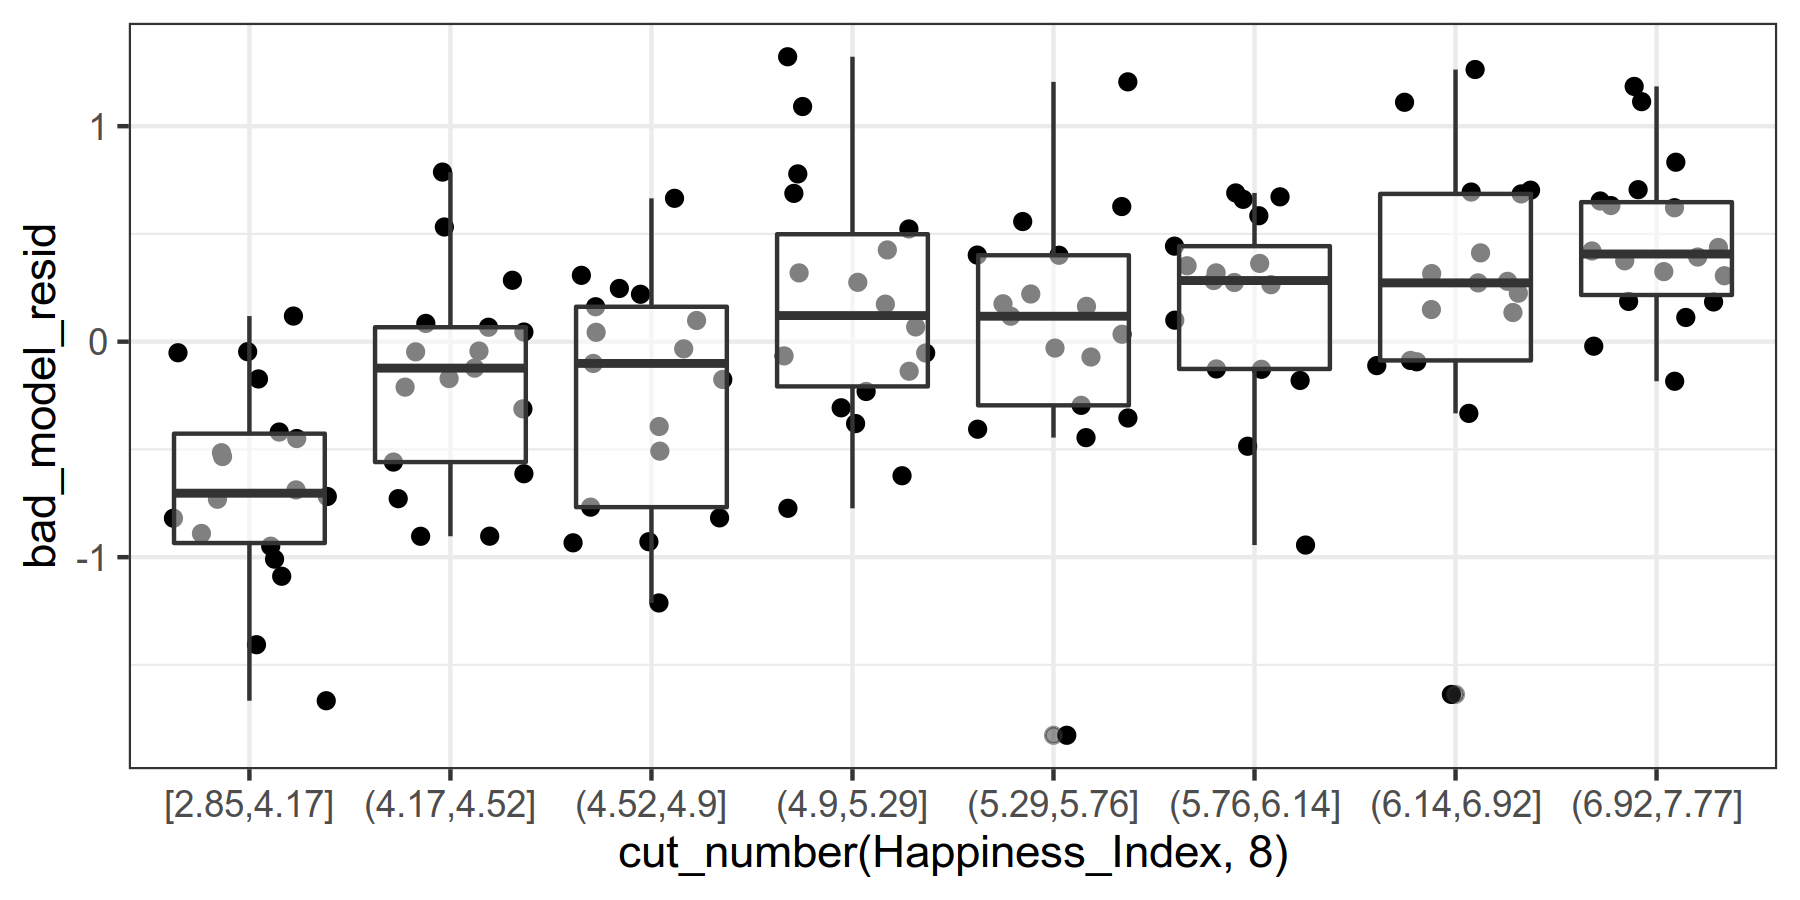 bad_model_resid
1
0
-1
[2.85,4.17] (4.17,4.52] (4.52,4.9] (4.9,5.29] (5.29,5.76] (5.76,6.14] (6.14,6.92] (6.92,7.77]
cut_number(Happiness_Index, 8)